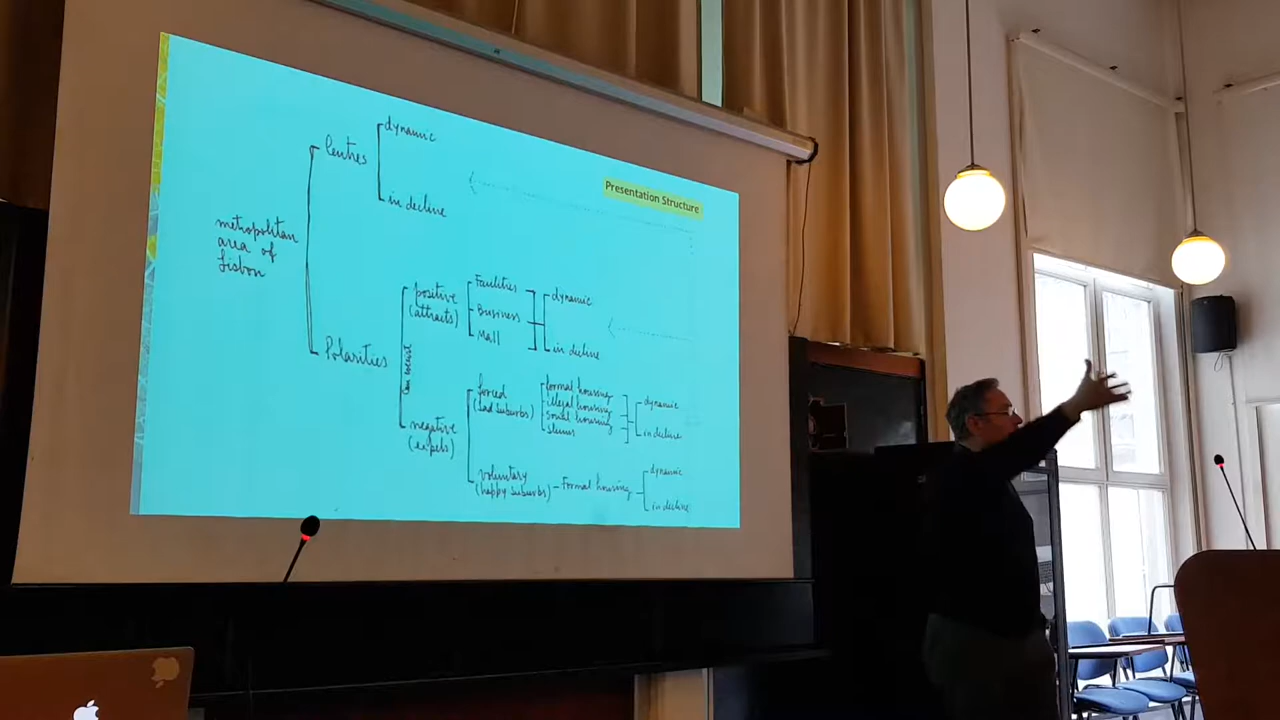 Presentation Structure
metropolitan
area of
Lisbon
Centres
dynamic
in decline
Polarities
positive
(attracts)
Facilities
Business
Mall
dynamic
in decline
negative
(expels)
forced
(bad suburbs)
formal housing
illegal housing
social housing
slums
dynamic
in decline
voluntary
(happy suburbs) - Formal housing
dynamic
in decline